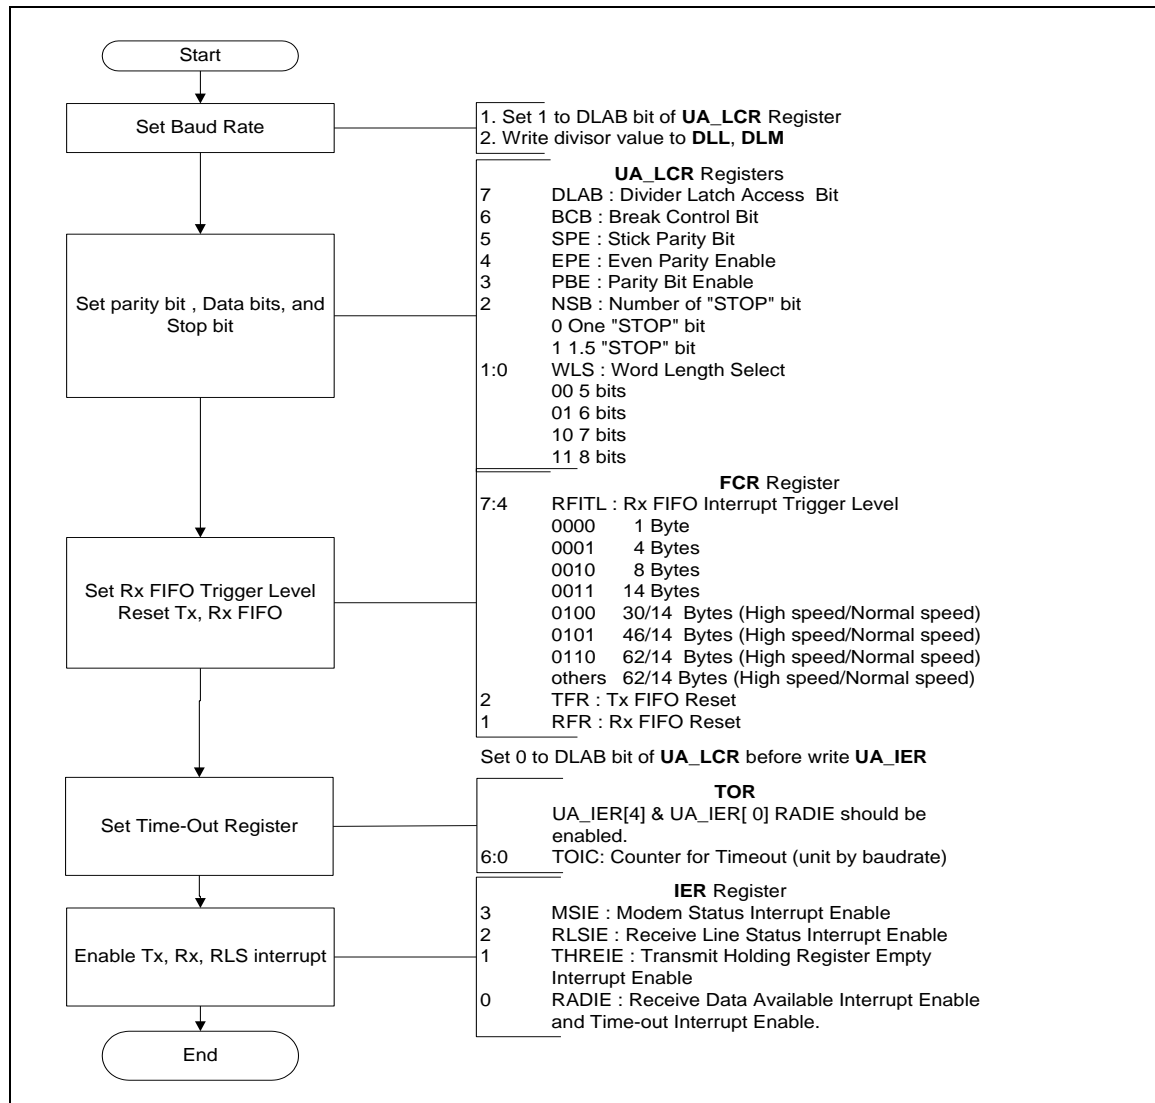 Start
Set Baud Rate
1. Set 1 to DLAB bit of UA_LCR Register
2. Write divisor value to DLL, DLM
Set parity bit , Data bits, and
Stop bit
UA_LCR Registers
7 DLAB : Divider Latch Access Bit
6 BCB : Break Control Bit
5 SPE : Stick Parity Bit
4 EPE : Even Parity Enable
3 PBE : Parity Bit Enable
2 NSB : Number of "STOP" bit
0 One "STOP" bit
1 1.5 "STOP" bit
1:0 WLS : Word Length Select
00 5 bits
01 6 bits
10 7 bits
11 8 bits
Set Rx FIFO Trigger Level
Reset Tx, Rx FIFO
FCR Register
7:4 RFITL : Rx FIFO Interrupt Trigger Level
0000 1 Byte
0001 4 Bytes
0010 8 Bytes
0011 14 Bytes
0100 30/14 Bytes (High speed/Normal speed)
0101 46/14 Bytes (High speed/Normal speed)
0110 62/14 Bytes (High speed/Normal speed)
others 62/14 Bytes (High speed/Normal speed)
2 TFR : Tx FIFO Reset
1 RFR : Rx FIFO Reset
Set 0 to DLAB bit of UA_LCR before write UA_IER
Set Time-Out Register
TOR
UA_IER[4] & UA_IER[ 0] RADIE should be
enabled.
6:0 TOIC: Counter for Timeout (unit by baudrate)
Enable Tx, Rx, RLS interrupt
IER Register
3 MSIE : Modem Status Interrupt Enable
2 RLSIE : Receive Line Status Interrupt Enable
1 THREIE : Transmit Holding Register Empty
Interrupt Enable
0 RADIE : Receive Data Available Interrupt Enable
and Time-out Interrupt Enable.
End